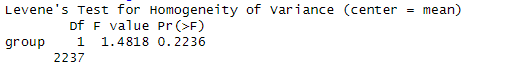 Levene's Test for Homogeneity of Variance (center = mean)
Df F value Pr(>F)
group 1 1.4818 0.2236
2237